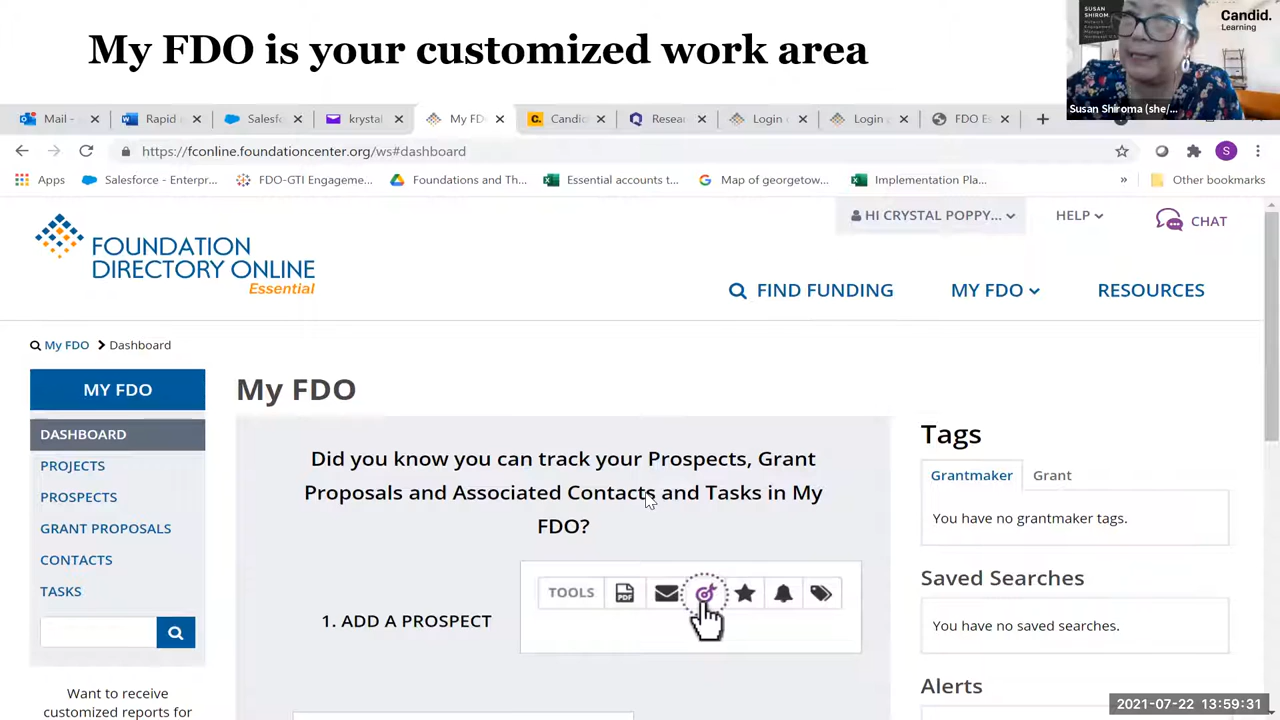 My FDO is your customized work area
SUSAN
SHIROM
Candid.
Learning
Susan Shiroma (she/...
Mail -
Rapid
Salesf
krystal
My FD
Candid
Resear
Login
Login
FDO E
https://fconline.foundationcenter.org/ws#dashboard
S
Apps
Salesforce - Enterpr...
FDO-GTI Engageme...
Foundations and Th...
Essential accounts t...
Map of georgetow...
Implementation Pla...
»
Other bookmarks
FOUNDATION
DIRECTORY ONLINE
Essential
HI CRYSTAL POPPY...
HELP
CHAT
FIND FUNDING
MY FDO
RESOURCES
My FDO > Dashboard
MY FDO
DASHBOARD
PROJECTS
PROSPECTS
GRANT PROPOSALS
CONTACTS
TASKS
Want to receive
customized reports for
My FDO
Did you know you can track your Prospects, Grant
Proposals and Associated Contacts and Tasks in My
FDO?
1. ADD A PROSPECT
TOOLS
PDF
Tags
Grantmaker
Grant
You have no grantmaker tags.
Saved Searches
You have no saved searches.
Alerts
2021-07-22 13:59:31